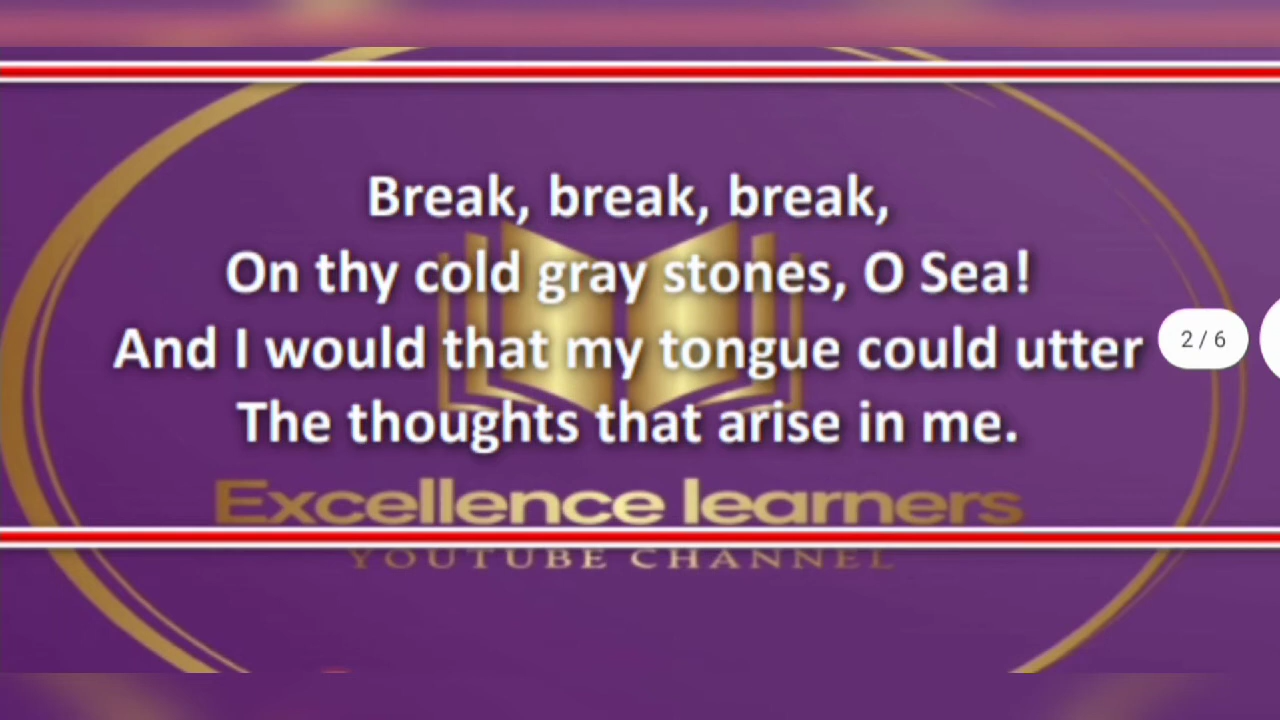 Break, break, break,
On thy cold gray stones, O Sea!
And I would that my tongue could utter
2 / 6
The thoughts that arise in me.
Excellence learners
YOUTUBE CHANNEL